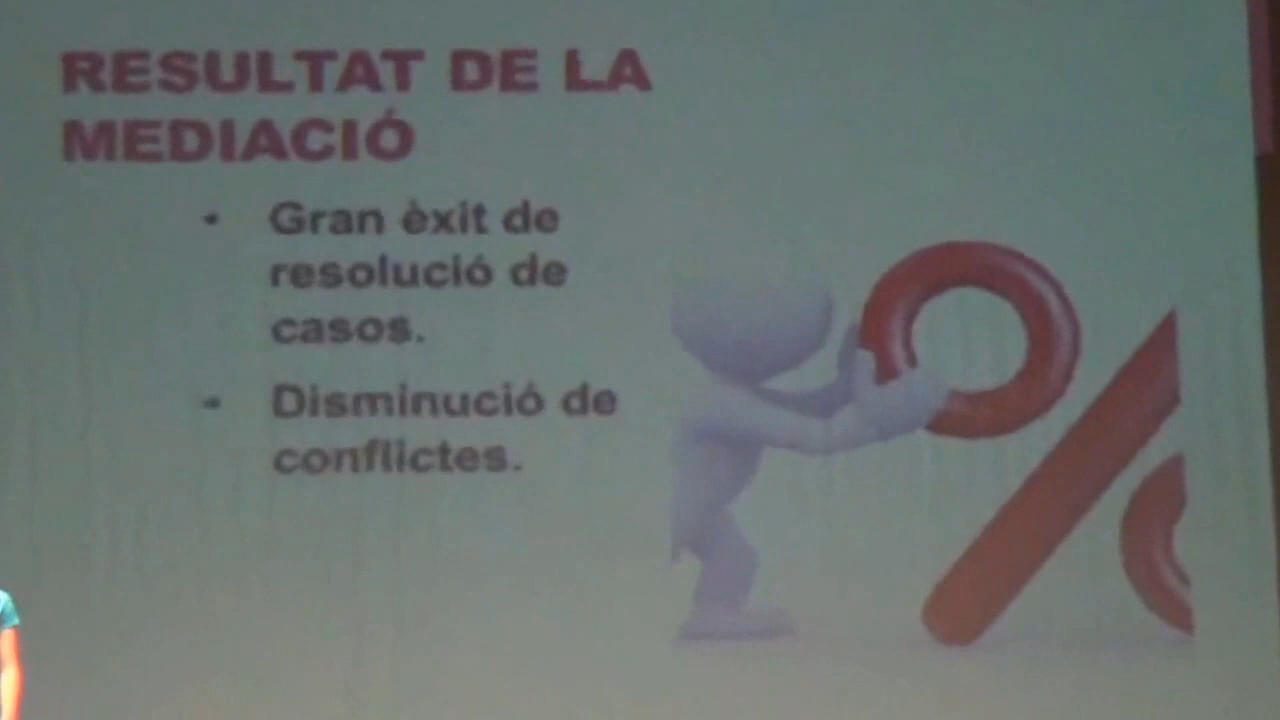 RESULTAT DE LA
MEDIACIÓ
- Gran èxit de
resolució de
casos.
- Disminució de
conflictes.
%